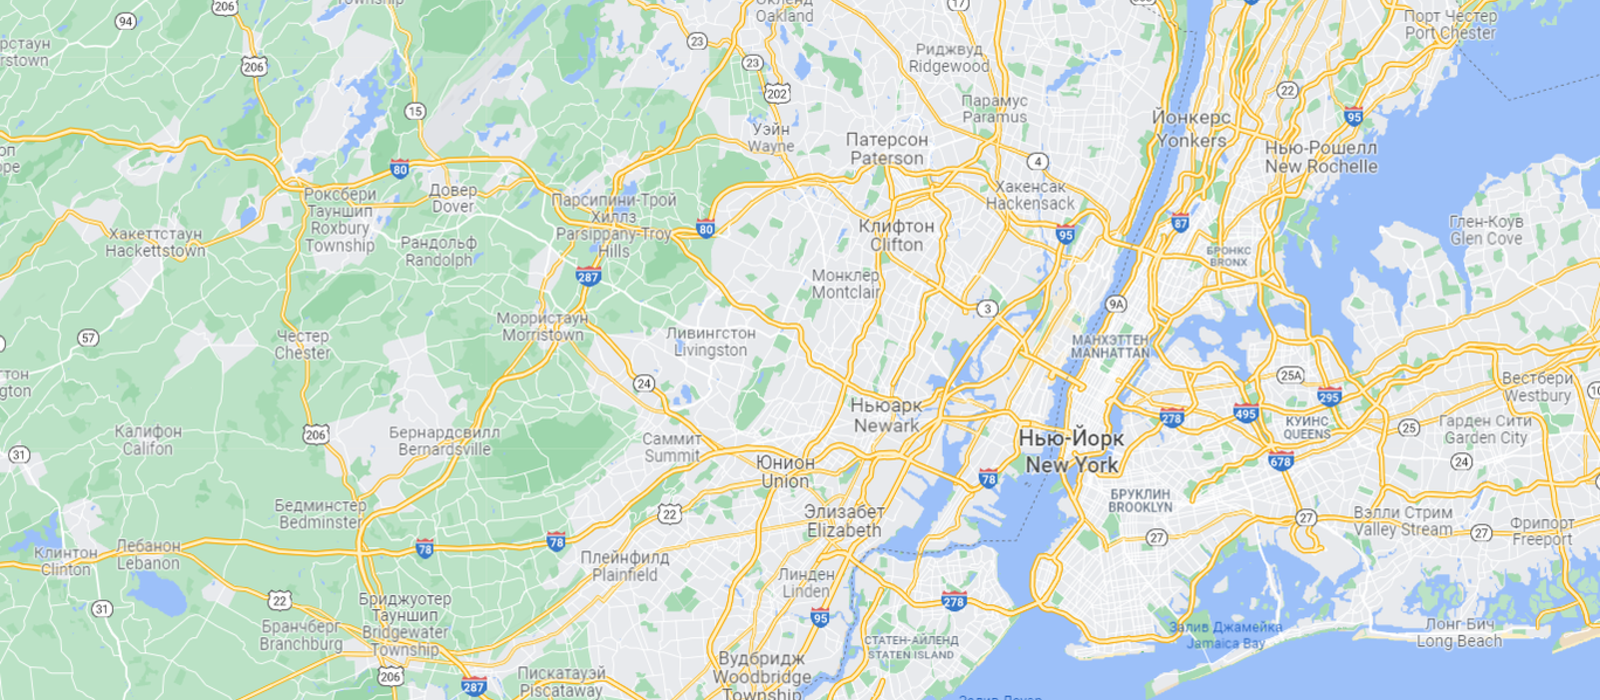 206
94
Township
Окленд
Oakland
17
Порт Честер
Port Chester
206
23
23
202
Риджвуд
Ridgewood
22
95
15
Парамус
Paramus
Йонкерс
Yonkers
Уэйн
Wayne
Патерсон
Paterson
4
Нью-Рошелл
New Rochelle
80
Довер
Dover
Роксбери
Тауншип
Roxbury
Township
Парсипини-Трой
Хиллз
Parsippany-Troy
Hills
Хакенсак
Hackensack
80
87
95
Клифтон
Clifton
Глен-Коув
Glen Cove
Хакеттстаун
Hackettstown
Рандольф
Randolph
БРОНКС
BRONX
287
Монклер
Montclair
9A
3
57
Честер
Chester
Морристаун
Morristown
Ливингстон
Livingston
МАНХЭТТЕН
MANHATTAN
24
25A
Вестбери
Westbury
295
Ньюарк
Newark
278
495
КУИНС
QUEENS
25
Гарден Сити
Garden City
206
Калифон
Califon
Бернардсвилл
Bernardsville
Саммит
Summit
Нью-Йорк
New York
31
678
24
Юнион
Union
78
Бедминстер
Bedminster
22
Элизабет
Elizabeth
БРУКЛИН
BROOKLYN
27
Вэлли Стрим
Valley Stream
27
Фрипорт
Freeport
27
Клинтон
Clinton
Лебанон
Lebanon
78
78
Плейнфилд
Plainfield
Линден
Linden
31
22
Бриджуотер
Тауншип
Bridgewater
Township
278
95
Бранчберг
Branchburg
СТАТЕН-АЙЛЕНД
STATEN ISLAND
Залив Джамейка
Jamaica Bay
Лонг-Бич
Long Beach
206
287
Пискатауэй
Piscataway
Вудбридж
Woodbridge
Township